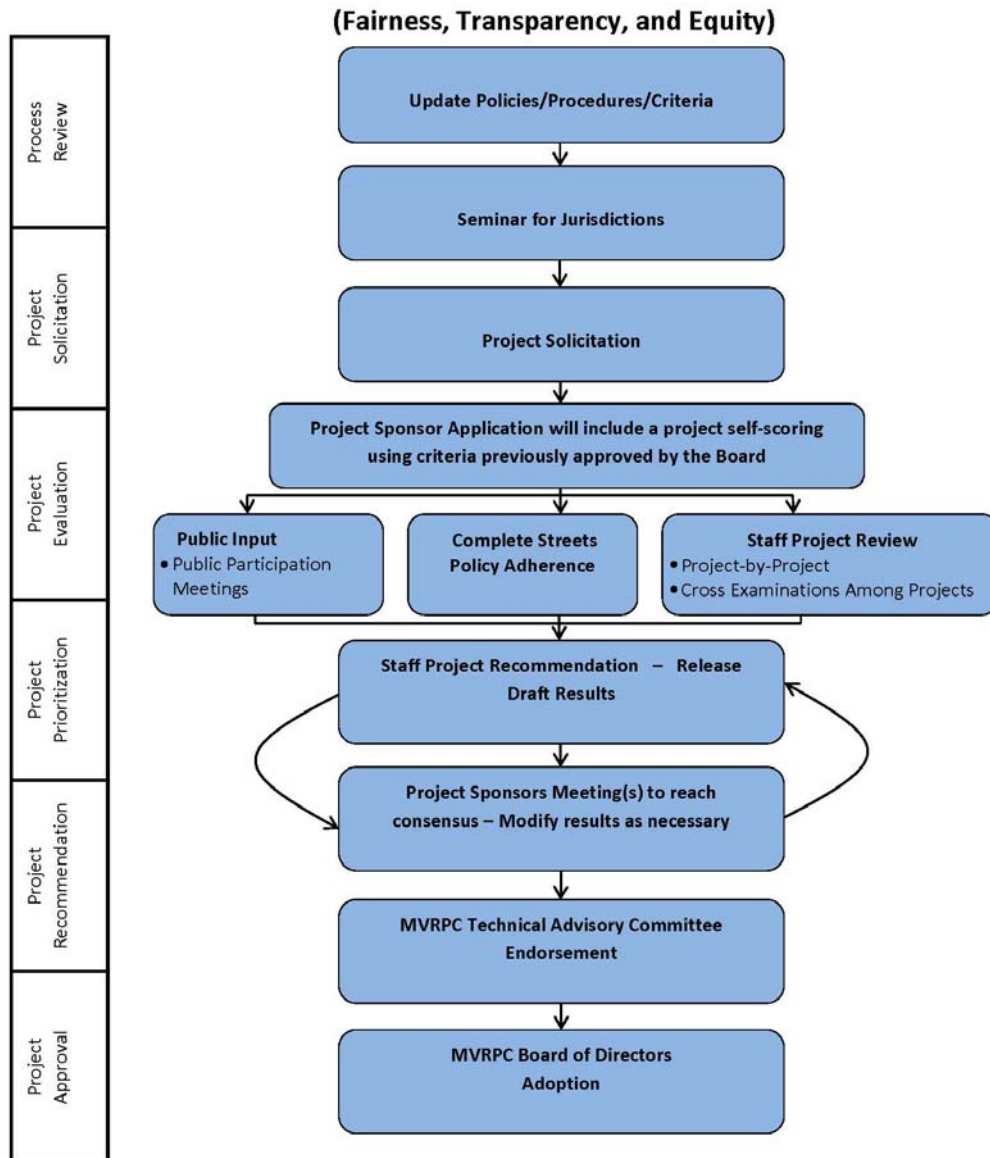 (Fairness, Transparency, and Equity)
Process
Review
Update Policies/Procedures/Criteria
Seminar for Jurisdictions
Project
Solicitation
Project Solicitation
Project
Evaluation
Project Sponsor Application will include a project self-scoring
using criteria previously approved by the Board
Public Input
• Public Participation
Meetings
Complete Streets
Policy Adherence
Staff Project Review
• Project-by-Project
• Cross Examinations Among Projects
Project
Prioritization
Staff Project Recommendation – Release
Draft Results
Project
Recommendation
Project Sponsors Meeting(s) to reach
consensus – Modify results as necessary
MVRPC Technical Advisory Committee
Endorsement
Project
Approval
MVRPC Board of Directors
Adoption